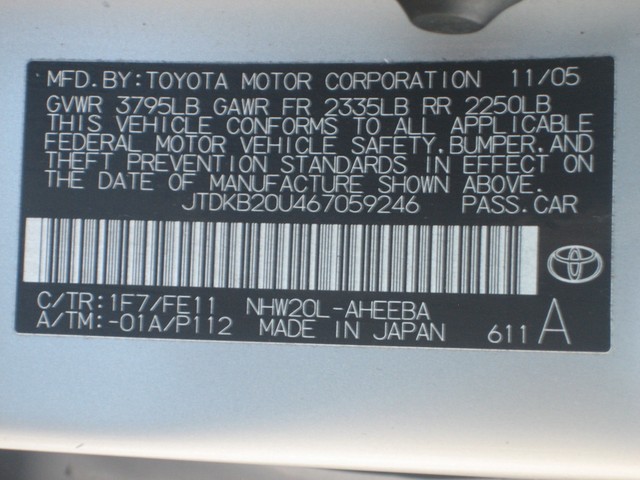 MFD.BY:TOYOTA MOTOR CORPORATION 11/05
GVWR 3795LB GAWR FR 2335LB RR 2250LB
THIS VEHICLE CONFORMS TO ALL APPLICABLE
FEDERAL MOTOR VEHICLE SAFETY,BUMPER,AND
THEFT PREVENTION STANDARDS IN EFFECT ON
THE DATE OF MANUFACTURE SHOWN ABOVE.
JTDKB20U467059246 PASS.CAR
C/TR:1F7/FE11 NHW20L-AHEEBA
A/TM:-01A/P112 MADE IN JAPAN 611 A